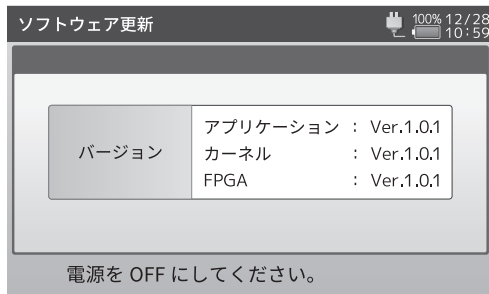 ソフトウェア更新
100% 12/28
10:59
アプリケーション : Ver.1.0.1
バージョン カーネル : Ver.1.0.1
FPGA : Ver.1.0.1
電源を OFF にしてください。